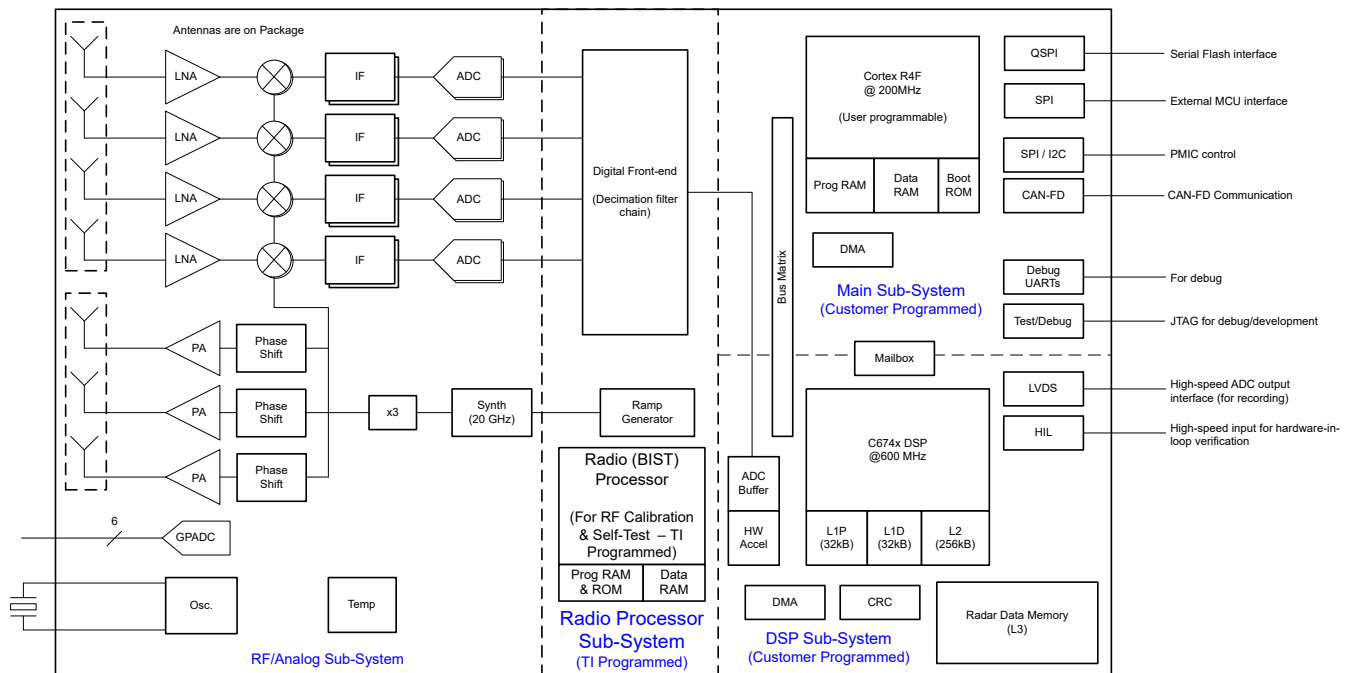 Antennas are on Package
LNA
IF
ADC
LNA
IF
ADC
LNA
IF
ADC
LNA
IF
ADC
PA
Phase
Shift
PA
Phase
Shift
PA
Phase
Shift
x3
Synth
(20 GHz)
6
GPADC
Osc.
Temp
RF/Analog Sub-System
Digital Front-end
(Decimation filter
chain)
Ramp
Generator
Radio (BIST)
Processor
(For RF Calibration
& Self-Test – TI
Programmed)
Prog RAM
& ROM
Data
RAM
Radio Processor
Sub-System
(TI Programmed)
Bus Matrix
Cortex R4F
@ 200MHz
(User programmable)
Prog RAM
Data
RAM
Boot
ROM
DMA
Main Sub-System
(Customer Programmed)
Mailbox
QSPI
Serial Flash interface
SPI
External MCU interface
SPI / I2C
PMIC control
CAN-FD
CAN-FD Communication
Debug
UARTs
For debug
Test/Debug
JTAG for debug/development
LVDS
High-speed ADC output
interface (for recording)
HIL
High-speed input for hardware-in-
loop verification
ADC
Buffer
HW
Accel
C674x DSP
@600 MHz
L1P
(32kB)
L1D
(32kB)
L2
(256kB)
DMA
CRC
DSP Sub-System
(Customer Programmed)
Radar Data Memory
(L3)